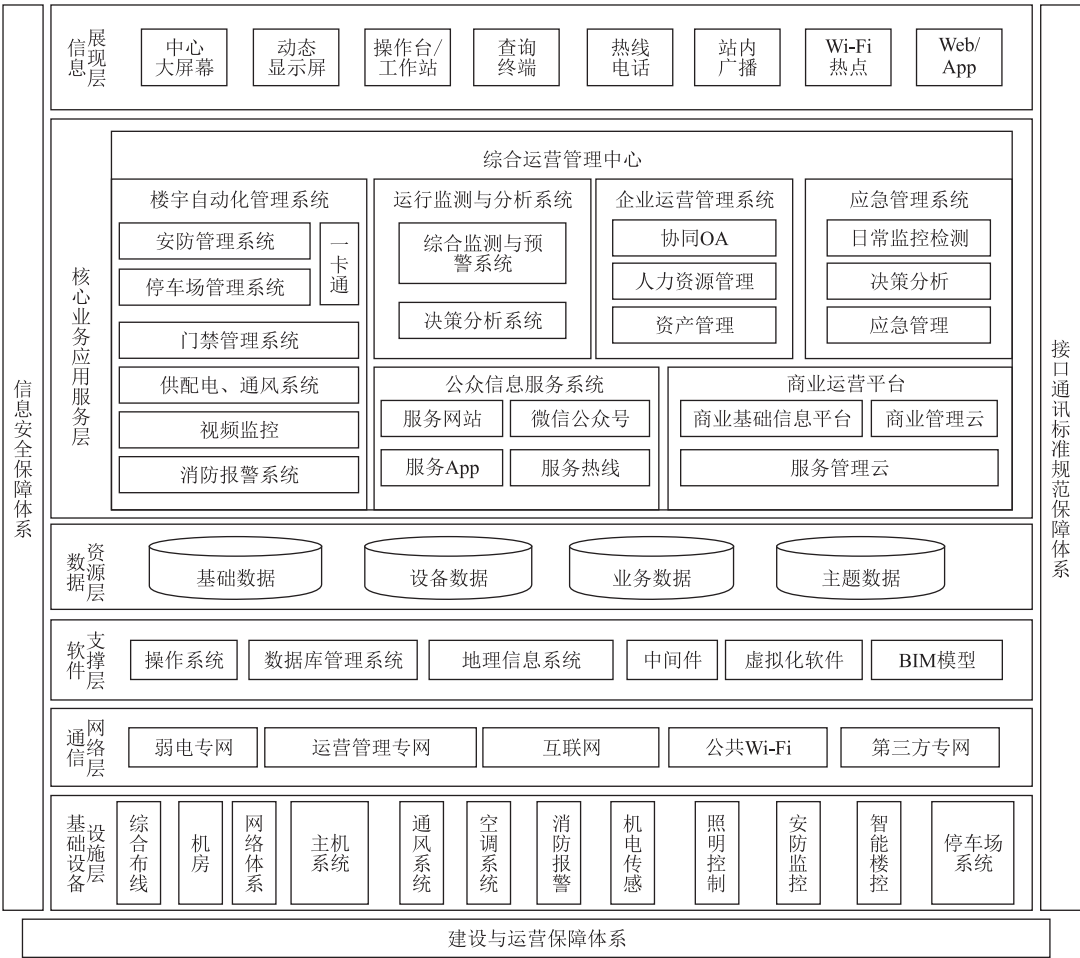 信息
展现层
中心
大屏幕
动态
显示屏
操作台/
工作站
查询
终端
热线
电话
站内
广播
Wi-Fi
热点
Web/
App
核心业务应用服务层
综合运营管理中心
楼宇自动化管理系统
安防管理系统
停车场管理系统
一卡通
门禁管理系统
供配电、通风系统
视频监控
消防报警系统
运行监测与分析系统
综合监测与预
警系统
决策分析系统
企业运营管理系统
协同OA
人力资源管理
资产管理
应急管理系统
日常监控检测
决策分析
应急管理
公众信息服务系统
服务网站
微信公众号
服务App
服务热线
商业运营平台
商业基础信息平台
商业管理云
服务管理云
数据
资源层
基础数据
设备数据
业务数据
主题数据
软件
支撑层
操作系统
数据库管理系统
地理信息系统
中间件
虚拟化软件
BIM模型
通信
网络层
弱电专网
运营管理专网
互联网
公共Wi-Fi
第三方专网
基础设备
设施层
综合布线
机房
网络体系
主机
系统
通风系统
空调系统
消防报警
机电传感
照明控制
安防监控
智能楼控
停车场
系统
信息安全保障体系
接口通讯标准规范保障体系
建设与运营保障体系